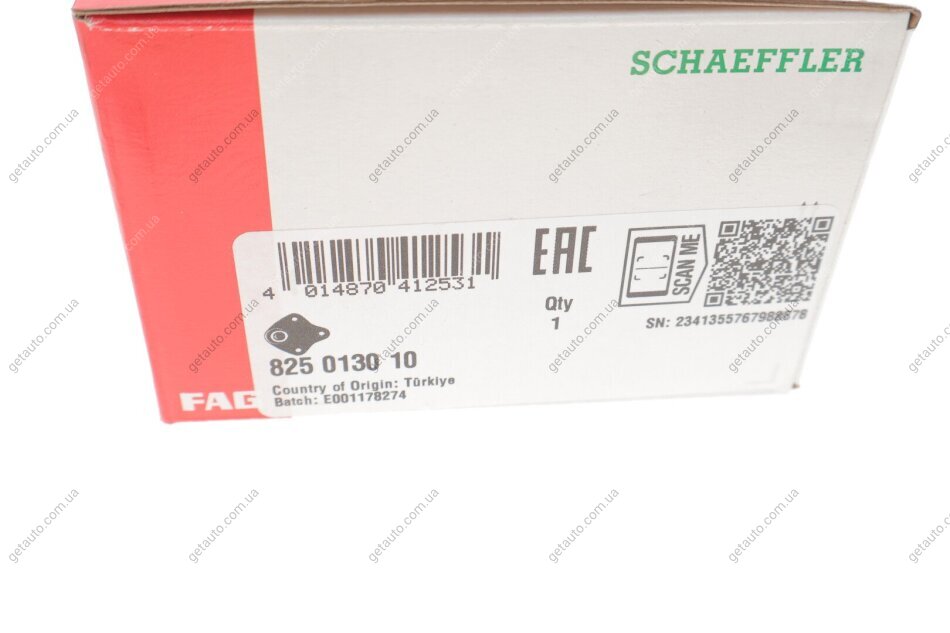 SCHAEFFLER
4 014870 412531
EAC
SCAN ME
Qty
1
SN: 2341355767988878
825 0130 10
Country of Origin: Türkiye
Batch: E001178274
FAG
getauto.com.ua